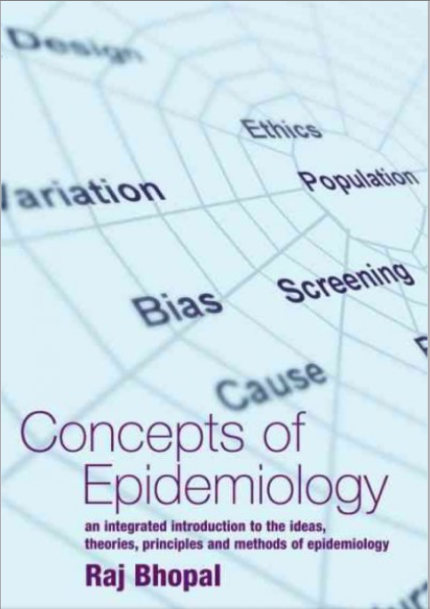 Design
Ethics
Population
Variation
Screening
Bias
Cause
Concepts of
Epidemiology
an integrated introduction to the ideas,
theories, principles and methods of epidemiology
Raj Bhopal